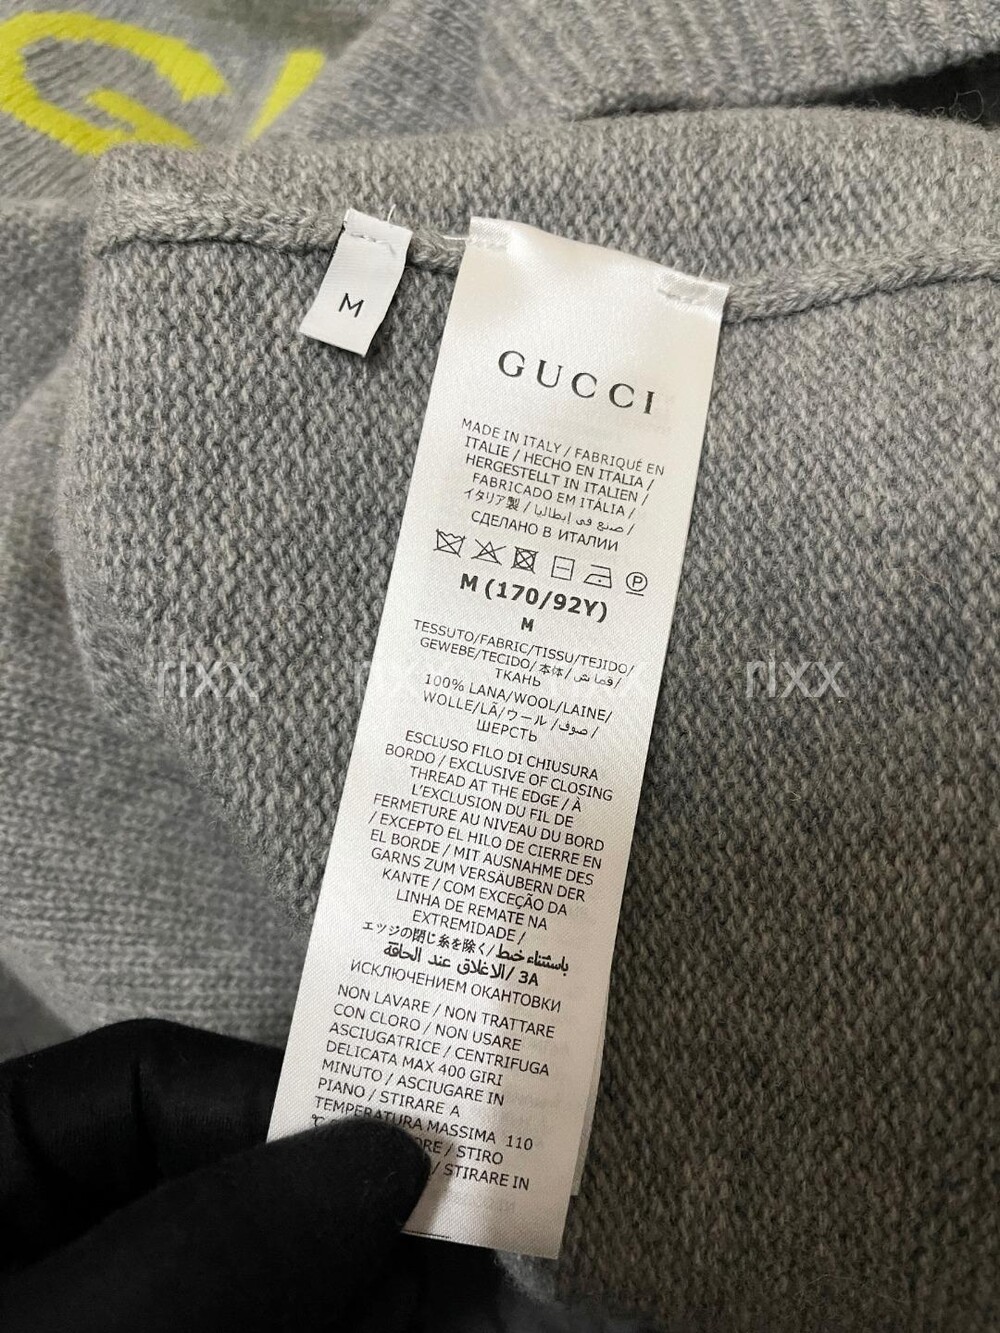 M
GUCCI
MADE IN ITALY / FABRIQUÉ EN
ITALIE / HECHO EN ITALIA /
HERGESTELLT IN ITALIEN /
FABRICADO EM ITÁLIA /
イタリア製 / صنع في إيطاليا /
СДЕЛАНО В ИТАЛИИ
P
M (170/92Y)
M
TESSUTO/FABRIC/TISSU/TEJIDO/
GEWEBE/TECIDO/ 本体/ قماش/
ТКАНЬ
100% LANA/WOOL/LAINE/
WOLLE/LÃ/ウール /صوف/
ШЕРСТЬ
ESCLUSO FILO DI CHIUSURA
BORDO / EXCLUSIVE OF CLOSING
THREAD AT THE EDGE / À
L'EXCLUSION DU FIL DE
FERMETURE AU NIVEAU DU BORD
/ EXCEPTO EL HILO DE CIERRE EN
EL BORDE / MIT AUSNAHME DES
GARNS ZUM VERSÄUBERN DER
KANTE / COM EXCEÇÃO DA
LINHA DE REMATE NA
EXTREMIDADE /
エッジの閉じ糸を除く/ باستثناء خيط
الإغلاق عند الحافة/ ЗА
ИСКЛЮЧЕНИЕМ ОКАНТОВКИ
NON LAVARE / NON TRATTARE
CON CLORO / NON USARE
ASCIUGATRICE / CENTRIFUGA
DELICATA MAX 400 GIRI
MINUTO / ASCIUGARE IN
PIANO / STIRARE A
TEMPERATURA MASSIMA 110
°C / STIRO
/ STIRARE IN
rixx rixx